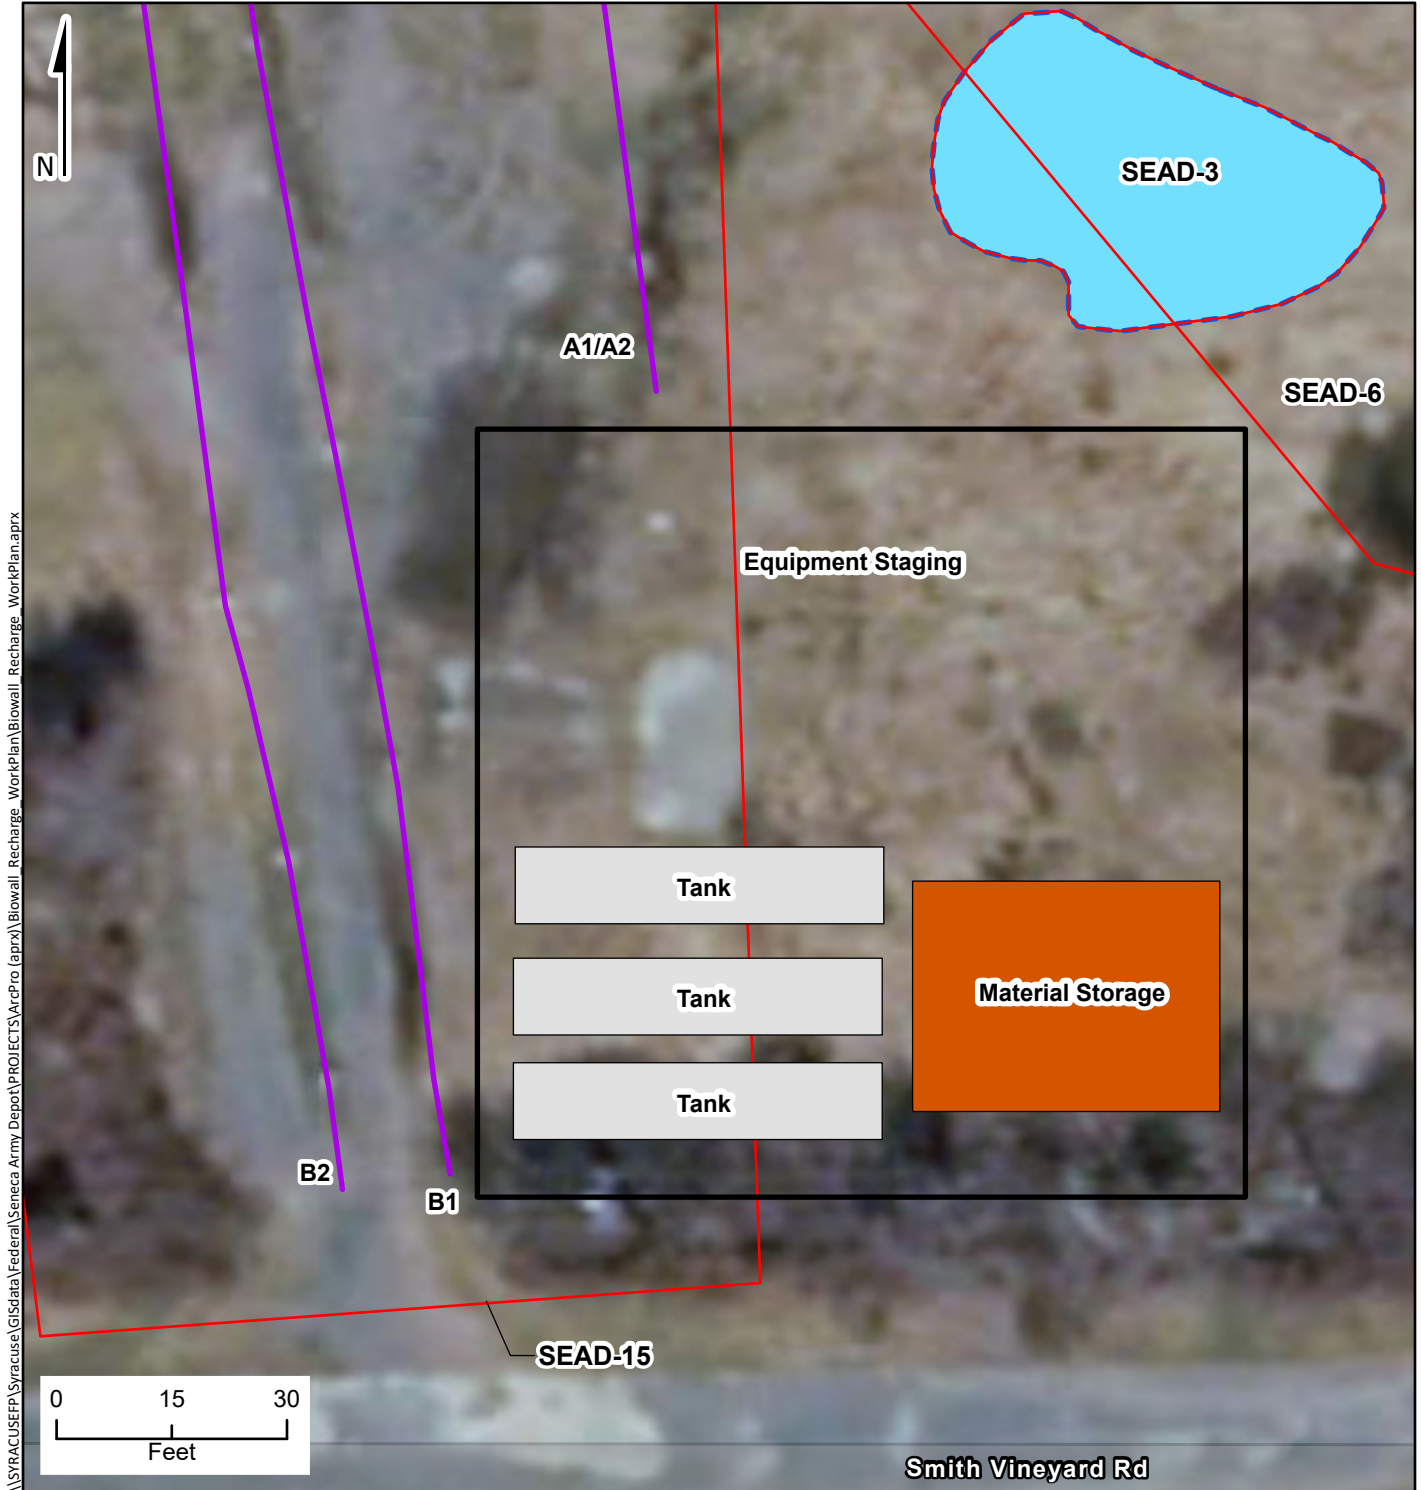 N
SEAD-3
A1/A2
SEAD-6
Equipment Staging
Tank
Tank
Material Storage
Tank
B2
B1
SEAD-15
0 15 30
Feet
Smith Vineyard Rd
\\SYRACUSEFP\Syracuse\GISdata\Federal\Seneca Army Depot\PROJECTS\ArcPro (aprx)\Biowall_Recharge_WorkPlan\Biowall_Recharge_WorkPlan.aprx